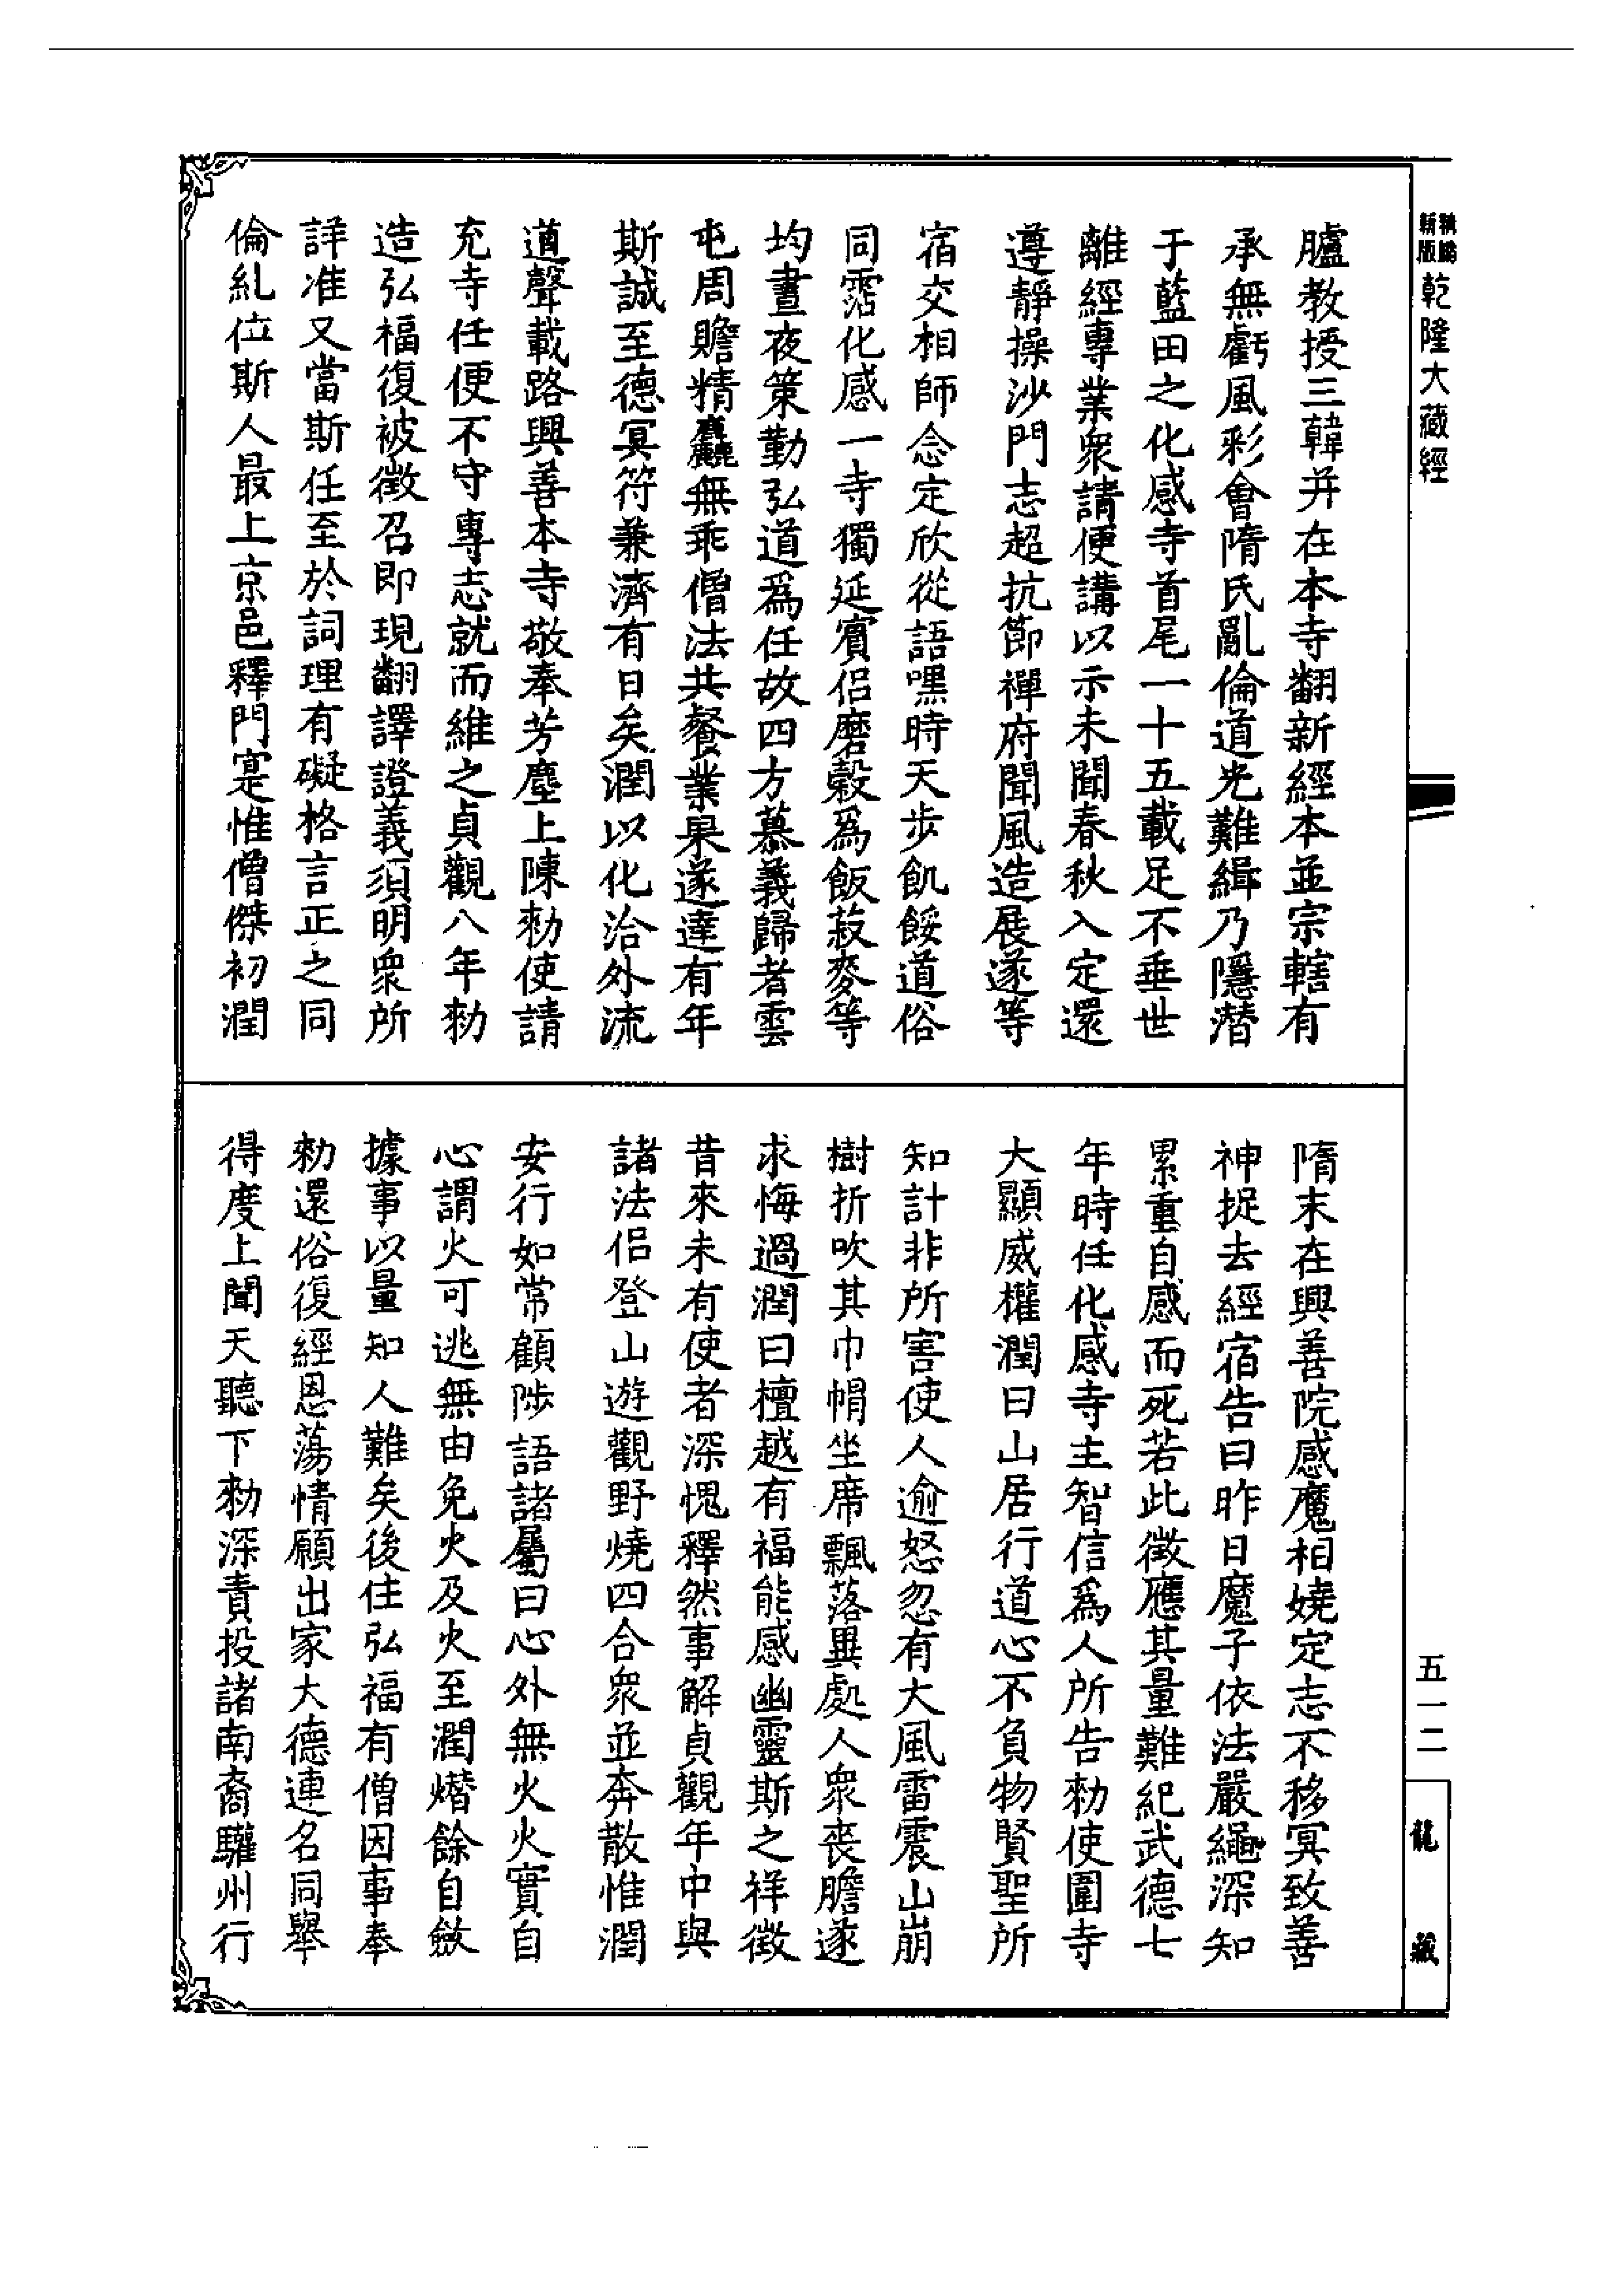 乾隆大藏經
臚教授三韓并在本寺翻新經本並宗轄有
承無虧風彩會隋氏亂倫道光難緝乃隱潛
于藍田之化感寺首尾一十五載足不垂世
離經專業衆請便講以示未聞春秋入定還
遵靜操沙門志超抗節禪府聞風造展遂等
宿交相師念定欣從語嘿時天步飢餒道俗
同霑化感一寺獨延賓侶磨穀爲飯菽麥等
均晝夜策勤弘道爲任故四方慕義歸者雲
屯周贍精麤無乖僧法共餐業果遂達有年
斯誠至德冥符兼濟有日矣潤以化洽外流
道聲載路興善本寺敬奉芳塵上陳勑使請
充寺任便不守專志就而維之貞觀八年勑
造弘福復被徵召即現翻譯證義須明衆所
詳准又當斯任至於詞理有礙格言正之同
倫糺位斯人最上京邑釋門寔惟僧傑初潤
隋末在興善院感魔相嬈定志不移冥致善
神捉去經宿告曰昨日魔子依法嚴繩深知
累重自感而死若此徵應其量難紀武德七
年時任化感寺主智信爲人所告勑使圍寺
大顯威權潤曰山居行道心不負物賢聖所
知計非所害使人逾怒忽有大風雷震山崩
樹折吹其巾帽坐席飄落異處人衆喪膽遂
求悔過潤曰檀越有福能感幽靈斯之祥徵
昔來未有使者深愧釋然事解貞觀年中與
諸法侶登山遊觀野燒四合衆並奔散惟潤
安行如常顧陟語諸屬曰心外無火火實自
心謂火可逃無由免火及火至潤熸餘自斂
據事以量知人難矣後住弘福有僧因事奉
勑還俗復經恩蕩情願出家大德連名同舉
得度上聞天聽下勑深責投諸南裔驩州行
五一二
龍藏